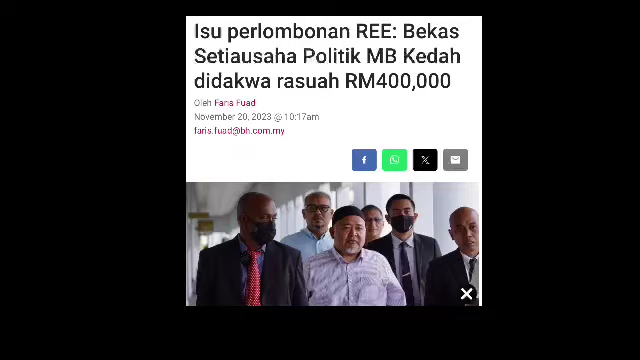 Isu perlombonan REE: Bekas
Setiausaha Politik MB Kedah
didakwa rasuah RM400,000
Oleh Faris Fuad
November 20, 2023 @ 10:17am
faris.fuad@bh.com.my